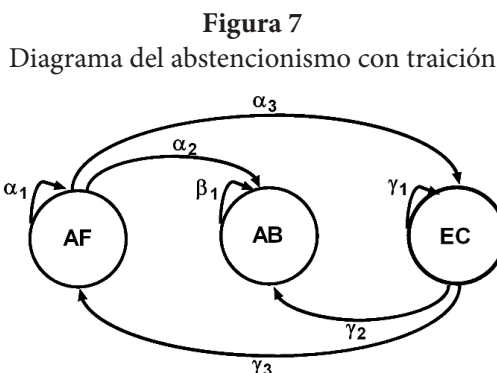 Figura 7
Diagrama del abstencionismo con traición
α3
α2
α1
β1
γ1
AF
AB
EC
γ2
γ3